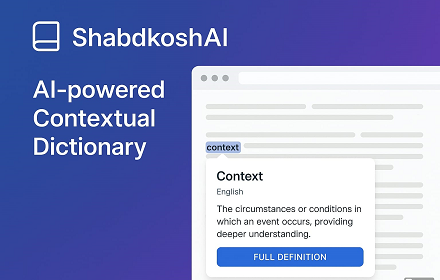 ShabdkoshAI
AI-powered
Contextual
Dictionary
context
Context
English
The circumstances or conditions in
which an event occurs, providing
deeper understanding.
FULL DEFINITION